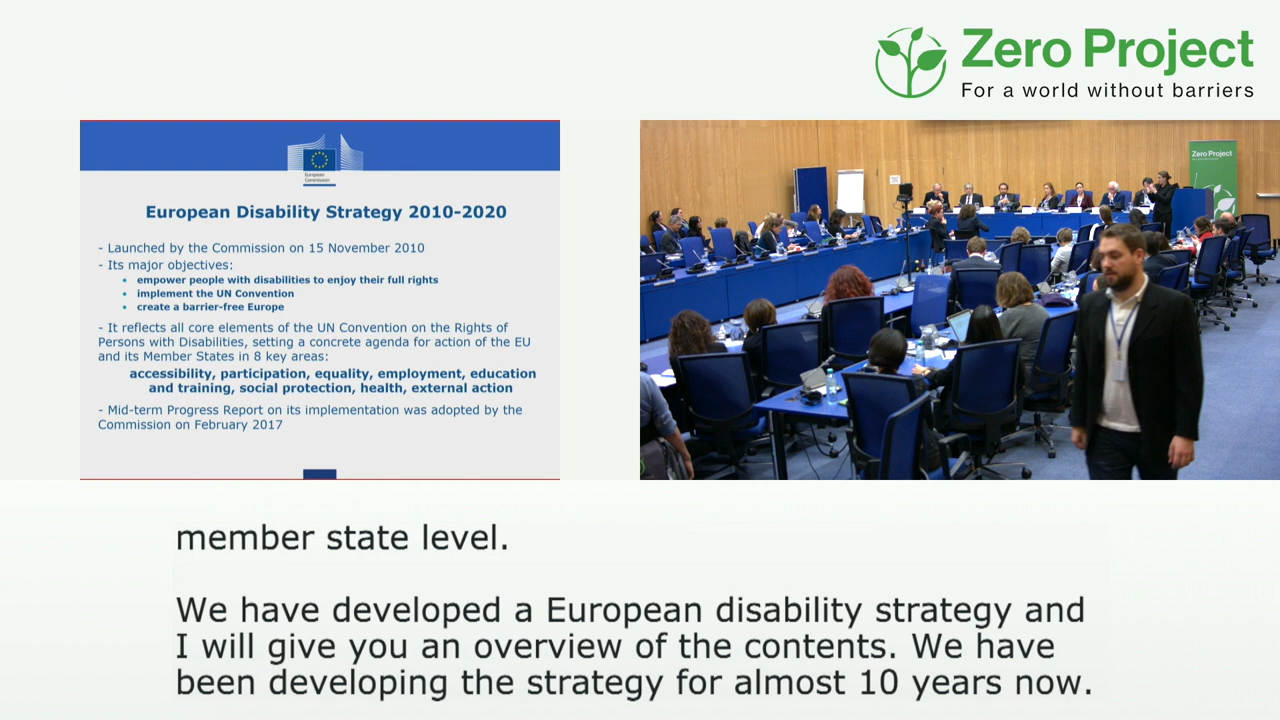 Zero Project
For a world without barriers
European
Commission
European Disability Strategy 2010-2020
- Launched by the Commission on 15 November 2010
- Its major objectives:
• empower people with disabilities to enjoy their full rights
• implement the UN Convention
• create a barrier-free Europe
- It reflects all core elements of the UN Convention on the Rights of
Persons with Disabilities, setting a concrete agenda for action of the EU
and its Member States in 8 key areas:
accessibility, participation, equality, employment, education
and training, social protection, health, external action
- Mid-term Progress Report on its implementation was adopted by the
Commission on February 2017
Zero Project
member state level.
We have developed a European disability strategy and
I will give you an overview of the contents. We have
been developing the strategy for almost 10 years now.